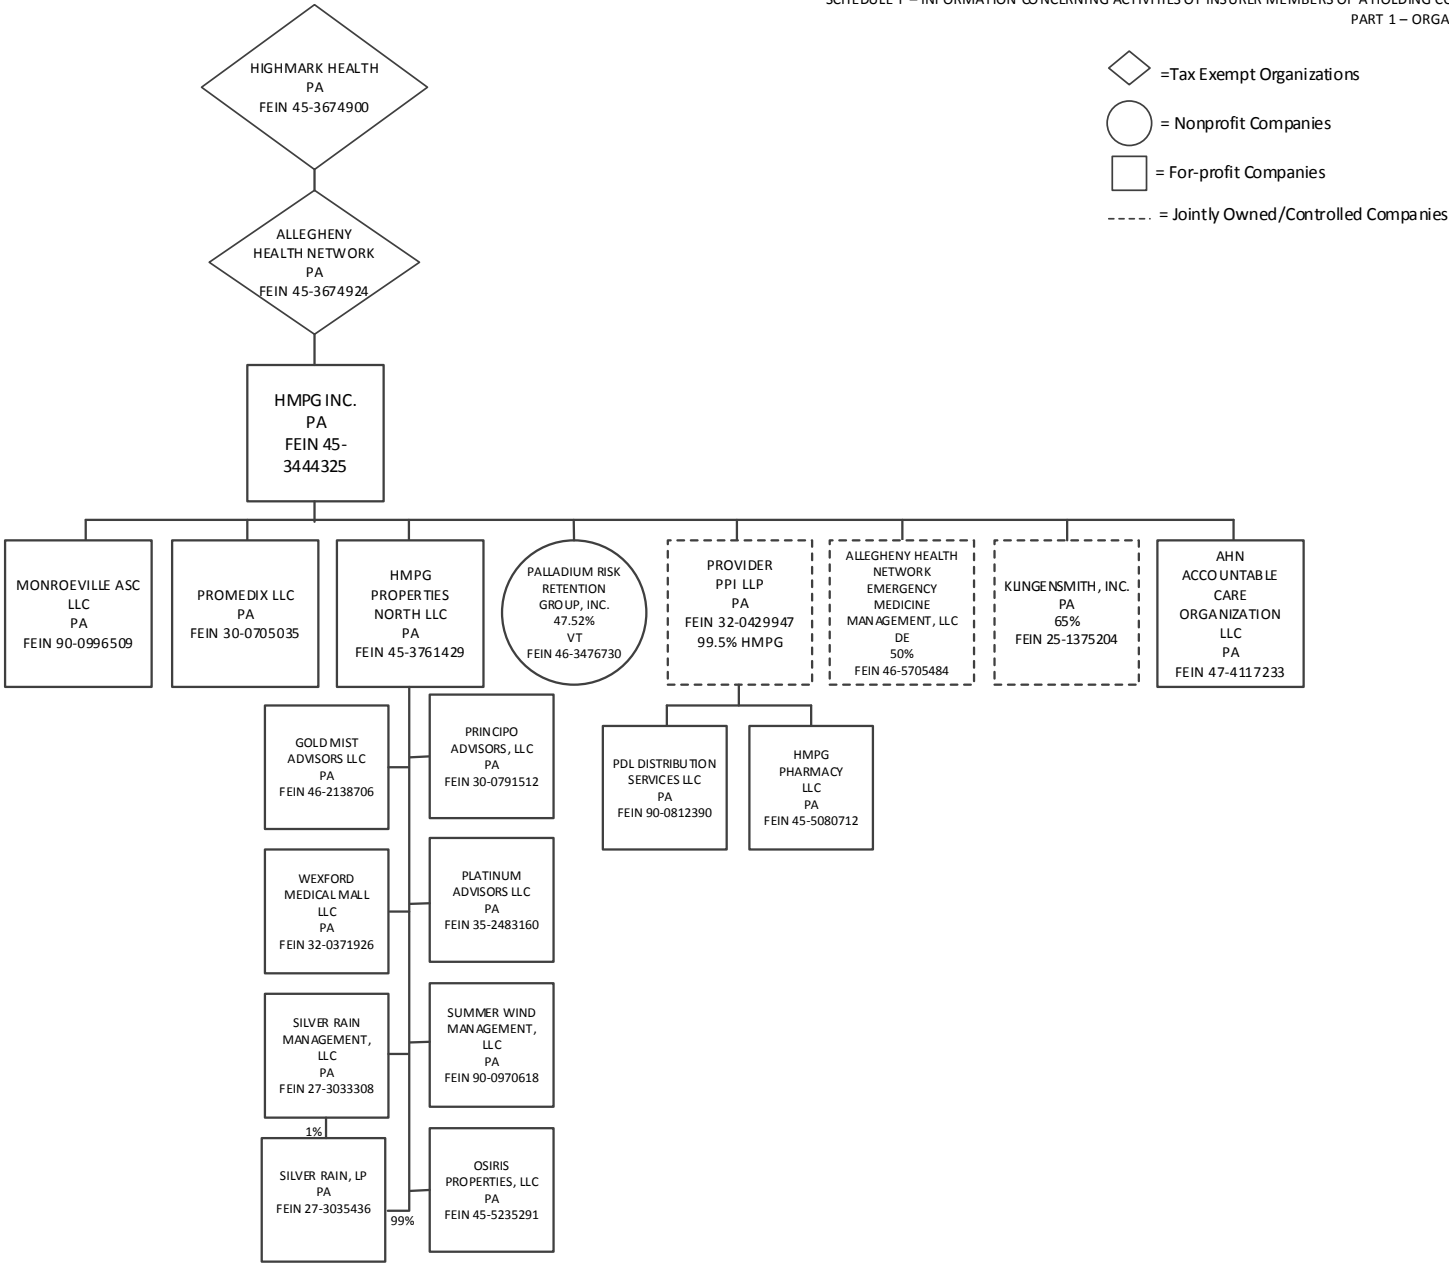 SCHEDULE Y – INFORMATION CONCERNING ACTIVITIES OF INSURER MEMBERS OF A HOLDING
PART 1 – ORGA
=Tax Exempt Organizations
= Nonprofit Companies
= For-profit Companies
= Jointly Owned/Controlled Companies
HIGHMARK HEALTH
PA
FEIN 45-3674900
ALLEGHENY
HEALTH NETWORK
PA
FEIN 45-3674924
HMPG INC.
PA
FEIN 45-
3444325
MONROEVILLE ASC
LLC
PA
FEIN 90-0996509
PROMEDIX LLC
PA
FEIN 30-0705035
HMPG
PROPERTIES
NORTH LLC
PA
FEIN 45-3761429
PALLADIUM RISK
RETENTION
GROUP, INC.
47.52%
VT
FEIN 46-3476730
PROVIDER
PPI LLP
PA
FEIN 32-0429947
99.5% HMPG
ALLEGHENY HEALTH
NETWORK
EMERGENCY
MEDICINE
MANAGEMENT, LLC
DE
50%
FEIN 46-5705484
KLINGENSMITH, INC.
PA
65%
FEIN 25-1375204
AHN
ACCOUNTABLE
CARE
ORGANIZATION
LLC
PA
FEIN 47-4117233
GOLD MIST
ADVISORS LLC
PA
FEIN 46-2138706
PRINCIPO
ADVISORS, LLC
PA
FEIN 30-0791512
PDL DISTRIBUTION
SERVICES LLC
PA
FEIN 90-0812390
HMPG
PHARMACY
LLC
PA
FEIN 45-5080712
WEXFORD
MEDICAL MALL
LLC
PA
FEIN 32-0371926
PLATINUM
ADVISORS LLC
PA
FEIN 35-2483160
SILVER RAIN
MANAGEMENT,
LLC
PA
FEIN 27-3033308
SUMMER WIND
MANAGEMENT,
LLC
PA
FEIN 90-0970618
1%
SILVER RAIN, LP
PA
FEIN 27-3035436
99%
OSIRIS
PROPERTIES, LLC
PA
FEIN 45-5235291